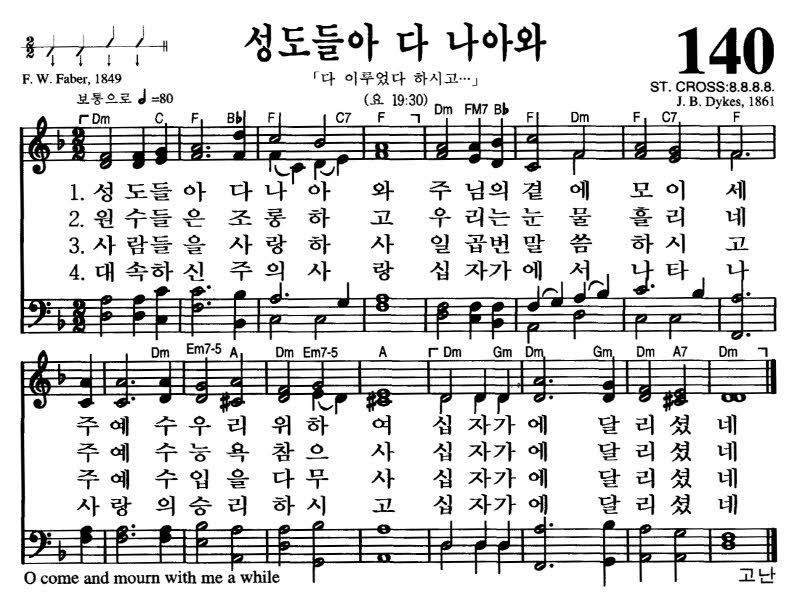 성도들아 다 나아와
140
F. W. Faber, 1849
「다 이루었다 하시고…」
ST. CROSS:8.8.8.8.
보통으로 =80
(요 19:30)
J. B. Dykes, 1861
Dm C F Bb F C7 F Dm FM7 Bb F Dm F C7 F
1. 성 도들 아 다 나 아 와 주 님의 곁 에 모 이 세
2. 원 수들 은 조 롱 하 고 우 리는 눈 물 흘 리 네
3. 사 람들 을 사 랑 하 사 일 곱번 말 씀 하 시 고
4. 대 속하 신 주 의 사 랑 십 자가 에 서 나 타 나
Dm Em7-5 A Dm Em7-5 A Dm Gm Dm Gm Dm A7 Dm
주 예 수 우 리 위 하 여 십 자가 에 달 리 셨 네
주 예 수 능 욕 참 으 사 십 자가 에 달 리 셨 네
주 예 수 입 을 다 무 사 십 자가 에 달 리 셨 네
사 랑 의 승 리 하 시 고 십 자가 에 달 리 셨 네
O come and mourn with me a while
고난